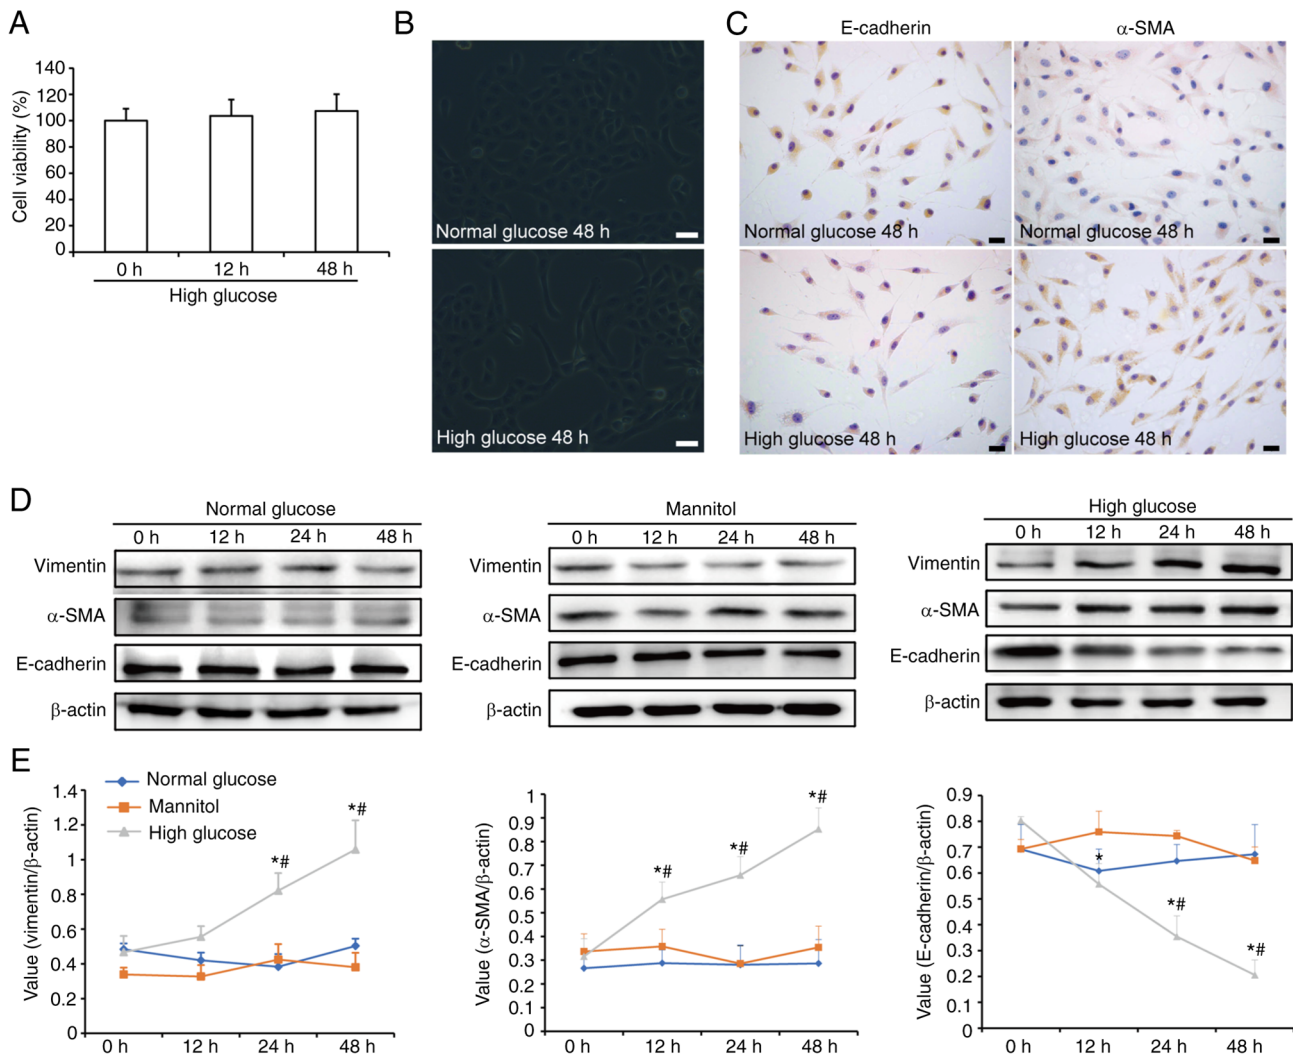 A
Cell viability (%)
140
120
100
80
60
40
20
0
0 h 12 h 48 h
High glucose
B
Normal glucose 48 h
High glucose 48 h
C
E-cadherin α-SMA
Normal glucose 48 h Normal glucose 48 h
High glucose 48 h High glucose 48 h
D
Normal glucose
0 h 12 h 24 h 48 h
Vimentin
α-SMA
E-cadherin
β-actin
Mannitol
0 h 12 h 24 h 48 h
Vimentin
α-SMA
E-cadherin
β-actin
High glucose
0 h 12 h 24 h 48 h
Vimentin
α-SMA
E-cadherin
β-actin
E
Normal glucose
Mannitol
High glucose
Value (vimentin/β-actin)
1.4
1.2
1
0.8
0.6
0.4
0.2
0
*#
*#
0 h 12 h 24 h 48 h
Value (α-SMA/β-actin)
1
0.9
0.8
0.7
0.6
0.5
0.4
0.3
0.2
0.1
0
*#
*#
*#
0 h 12 h 24 h 48 h
Value (E-cadherin/β-actin)
0.9
0.8
0.7
0.6
0.5
0.4
0.3
0.2
0.1
0
*
*#
*#
0 h 12 h 24 h 48 h